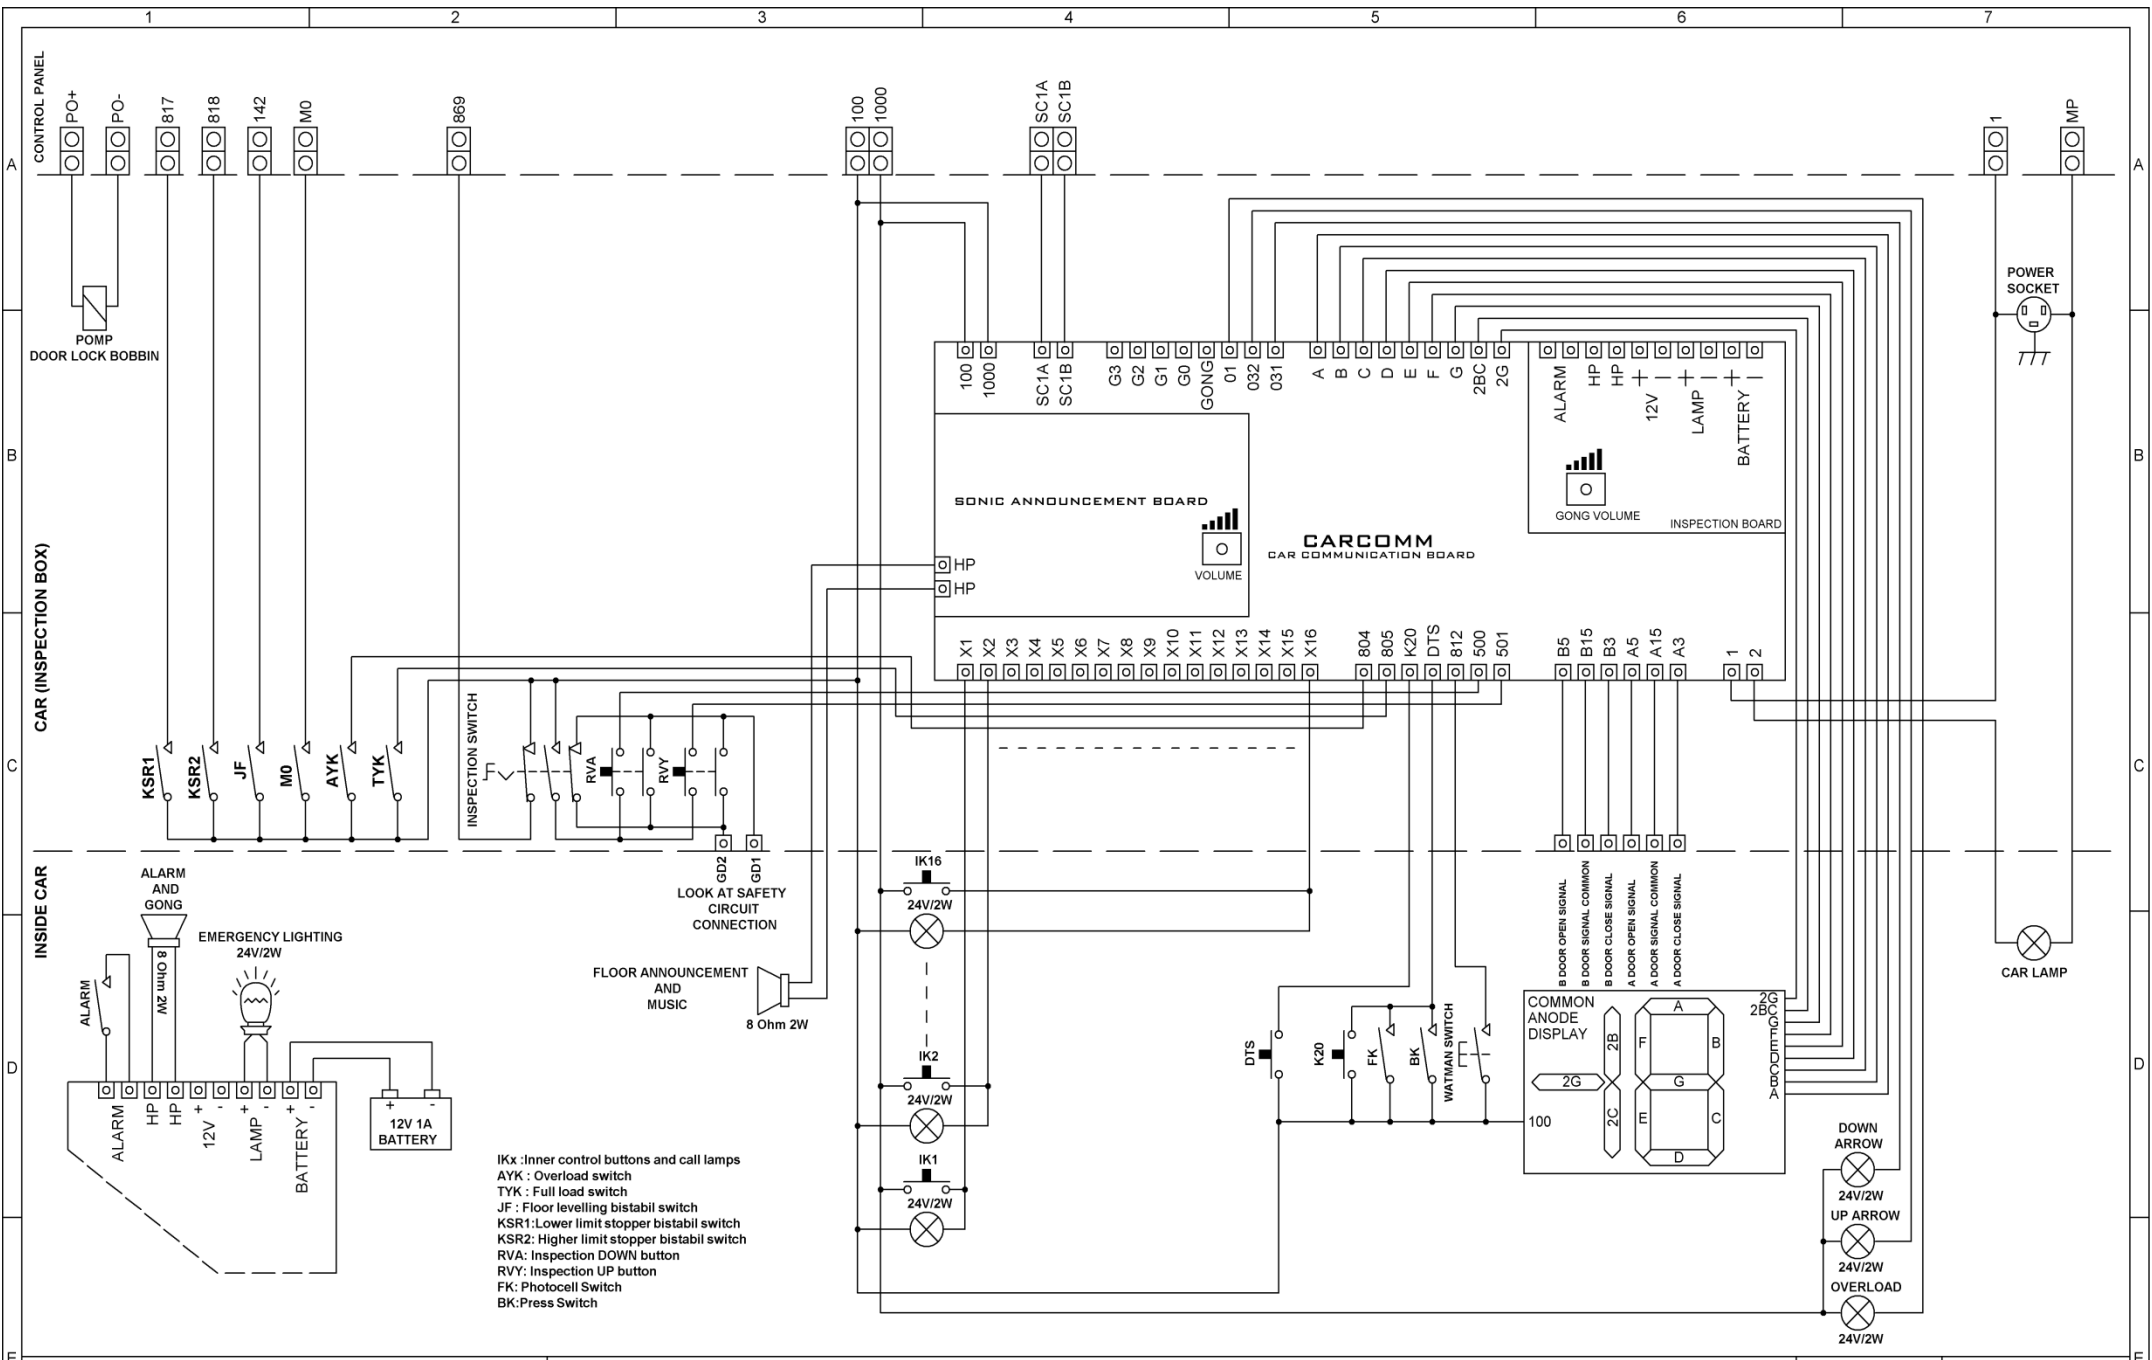 1 2 3 4 5 6 7
A
B
C
D
E
A
B
C
D
E
CONTROL PANEL
PO+ PO- 817 818 142 M0 869 100 1000 SC1A SC1B 1 MP
POMP
DOOR LOCK BOBBIN
POWER
SOCKET
CAR (INSPECTION BOX)
100 1000 SC1A SC1B G3 G2 G1 G0 GONG 01 032 031 A B C D E F G 2BC 2G
ALARM HP HP + - + - + -
12V LAMP BATTERY
GONG VOLUME
INSPECTION BOARD
SONIC ANNOUNCEMENT BOARD
VOLUME
CARCOMM
CAR COMMUNICATION BOARD
HP
HP
X1 X2 X3 X4 X5 X6 X7 X8 X9 X10 X11 X12 X13 X14 X15 X16 804 805 K20 DTS 812 500 501 B5 B15 B3 A5 A15 A3 1 2
KSR1 KSR2 JF M0 AYK TYK
INSPECTION SWITCH
RVA
RVY
GD2 GD1
LOOK AT SAFETY
CIRCUIT
CONNECTION
INSIDE CAR
ALARM
AND
GONG
8 Ohm 2W
EMERGENCY LIGHTING
24V/2W
ALARM
ALARM HP HP + - + - + -
12V LAMP BATTERY
+ -
12V 1A
BATTERY
FLOOR ANNOUNCEMENT
AND
MUSIC
8 Ohm 2W
IK16
24V/2W
IK2
24V/2W
IK1
24V/2W
B DOOR OPEN SIGNAL
B DOOR SIGNAL COMMON
B DOOR CLOSE SIGNAL
A DOOR OPEN SIGNAL
A DOOR SIGNAL COMMON
A DOOR CLOSE SIGNAL
CAR LAMP
DTS
K20
FK
BK
WATMAN SWITCH
COMMON
ANODE
DISPLAY
2G
2B
2C
A
F B
G
E C
D
100
2G
2BC
G
F
E
D
C
B
A
DOWN
ARROW
24V/2W
UP ARROW
24V/2W
OVERLOAD
24V/2W
IKx :Inner control buttons and call lamps
AYK : Overload switch
TYK : Full load switch
JF : Floor levelling bistabil switch
KSR1:Lower limit stopper bistabil switch
KSR2: Higher limit stopper bistabil switch
RVA: Inspection DOWN button
RVY: Inspection UP button
FK: Photocell Switch
BK:Press Switch